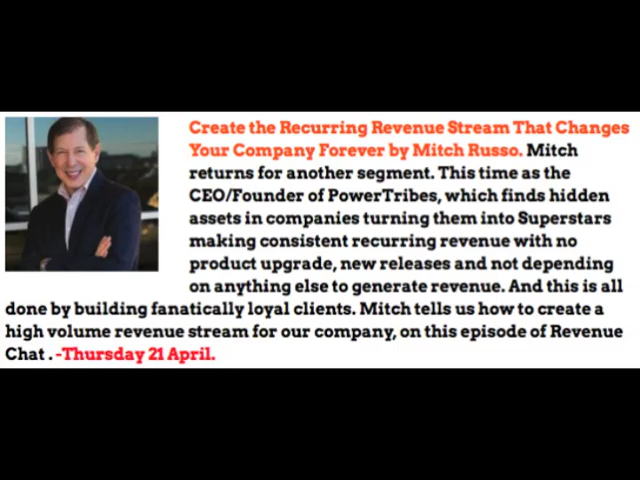 Create the Recurring Revenue Stream That Changes
Your Company Forever by Mitch Russo. Mitch
returns for another segment. This time as the
CEO/Founder of PowerTribes, which finds hidden
assets in companies turning them into Superstars
making consistent recurring revenue with no
product upgrade, new releases and not depending
on anything else to generate revenue. And this is all
done by building fanatically loyal clients. Mitch tells us how to create a
high volume revenue stream for our company, on this episode of Revenue
Chat . -Thursday 21 April.